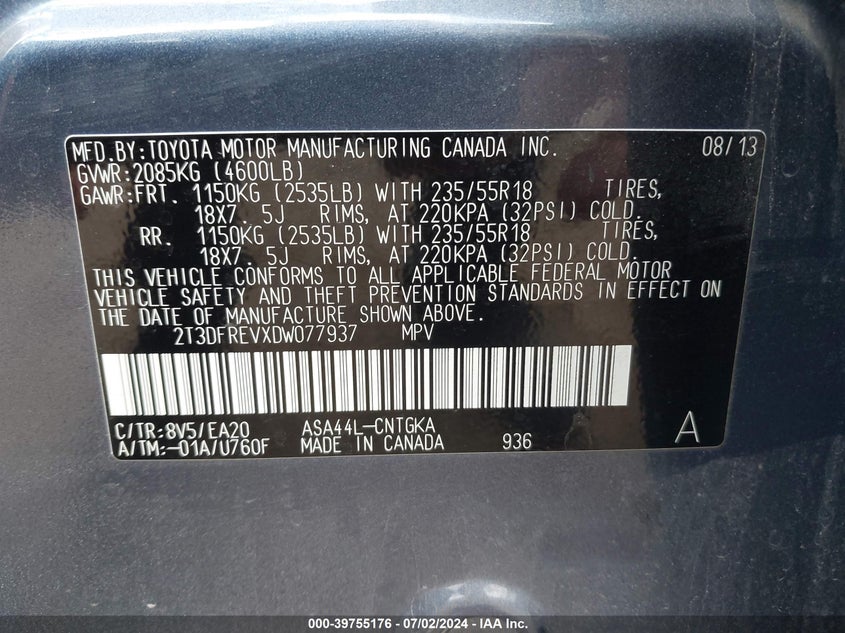 MFD.BY:TOYOTA MOTOR MANUFACTURING CANADA INC. 08/13
GVWR:2085KG (4600LB)
GAWR:FRT. 1150KG (2535LB) WITH 235/55R18 TIRES,
18X7. 5J RIMS, AT 220KPA (32PSI) COLD.
RR. 1150KG (2535LB) WITH 235/55R18 TIRES,
18X7. 5J RIMS, AT 220KPA (32PSI) COLD.
THIS VEHICLE CONFORMS TO ALL APPLICABLE FEDERAL MOTOR
VEHICLE SAFETY AND THEFT PREVENTION STANDARDS IN EFFECT ON
THE DATE OF MANUFACTURE SHOWN ABOVE.
2T3DFREVXDW077937 MPV
C/TR:8V5/EA20 ASA44L-CNTGKA
A/TM:-01A/U760F MADE IN CANADA 936 A
000-39755176 - 07/02/2024 - IAA Inc.